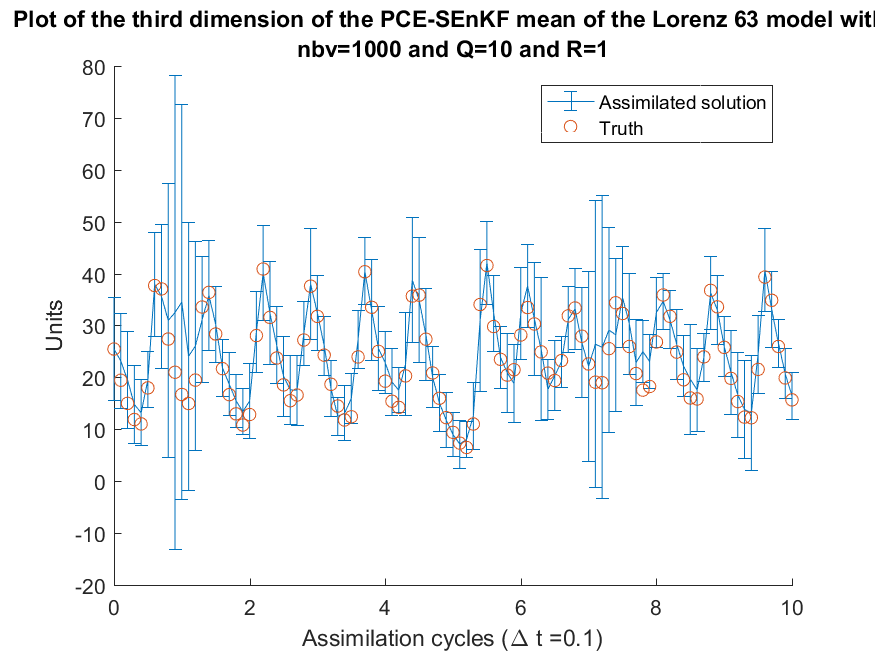 Plot of the third dimension of the PCE-SEnKF mean of the Lorenz 63 model wit
nbv=1000 and Q=10 and R=1
80
70
60
50
40
30
20
10
0
-10
-20
Units
Assimilated solution
Truth
0 2 4 6 8 10
Assimilation cycles (Δ t =0.1)